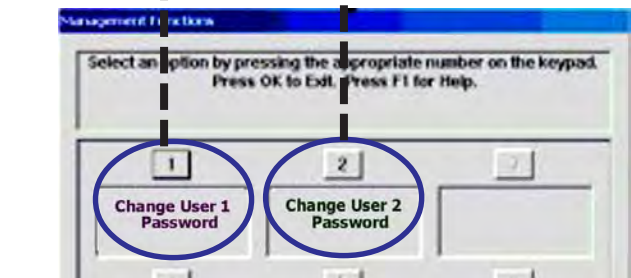 Management Functions
Select an option by pressing the appropriate number on the keypad.
Press OK to Exit. Press F1 for Help.
1 2
Change User 1 Change User 2
Password Password